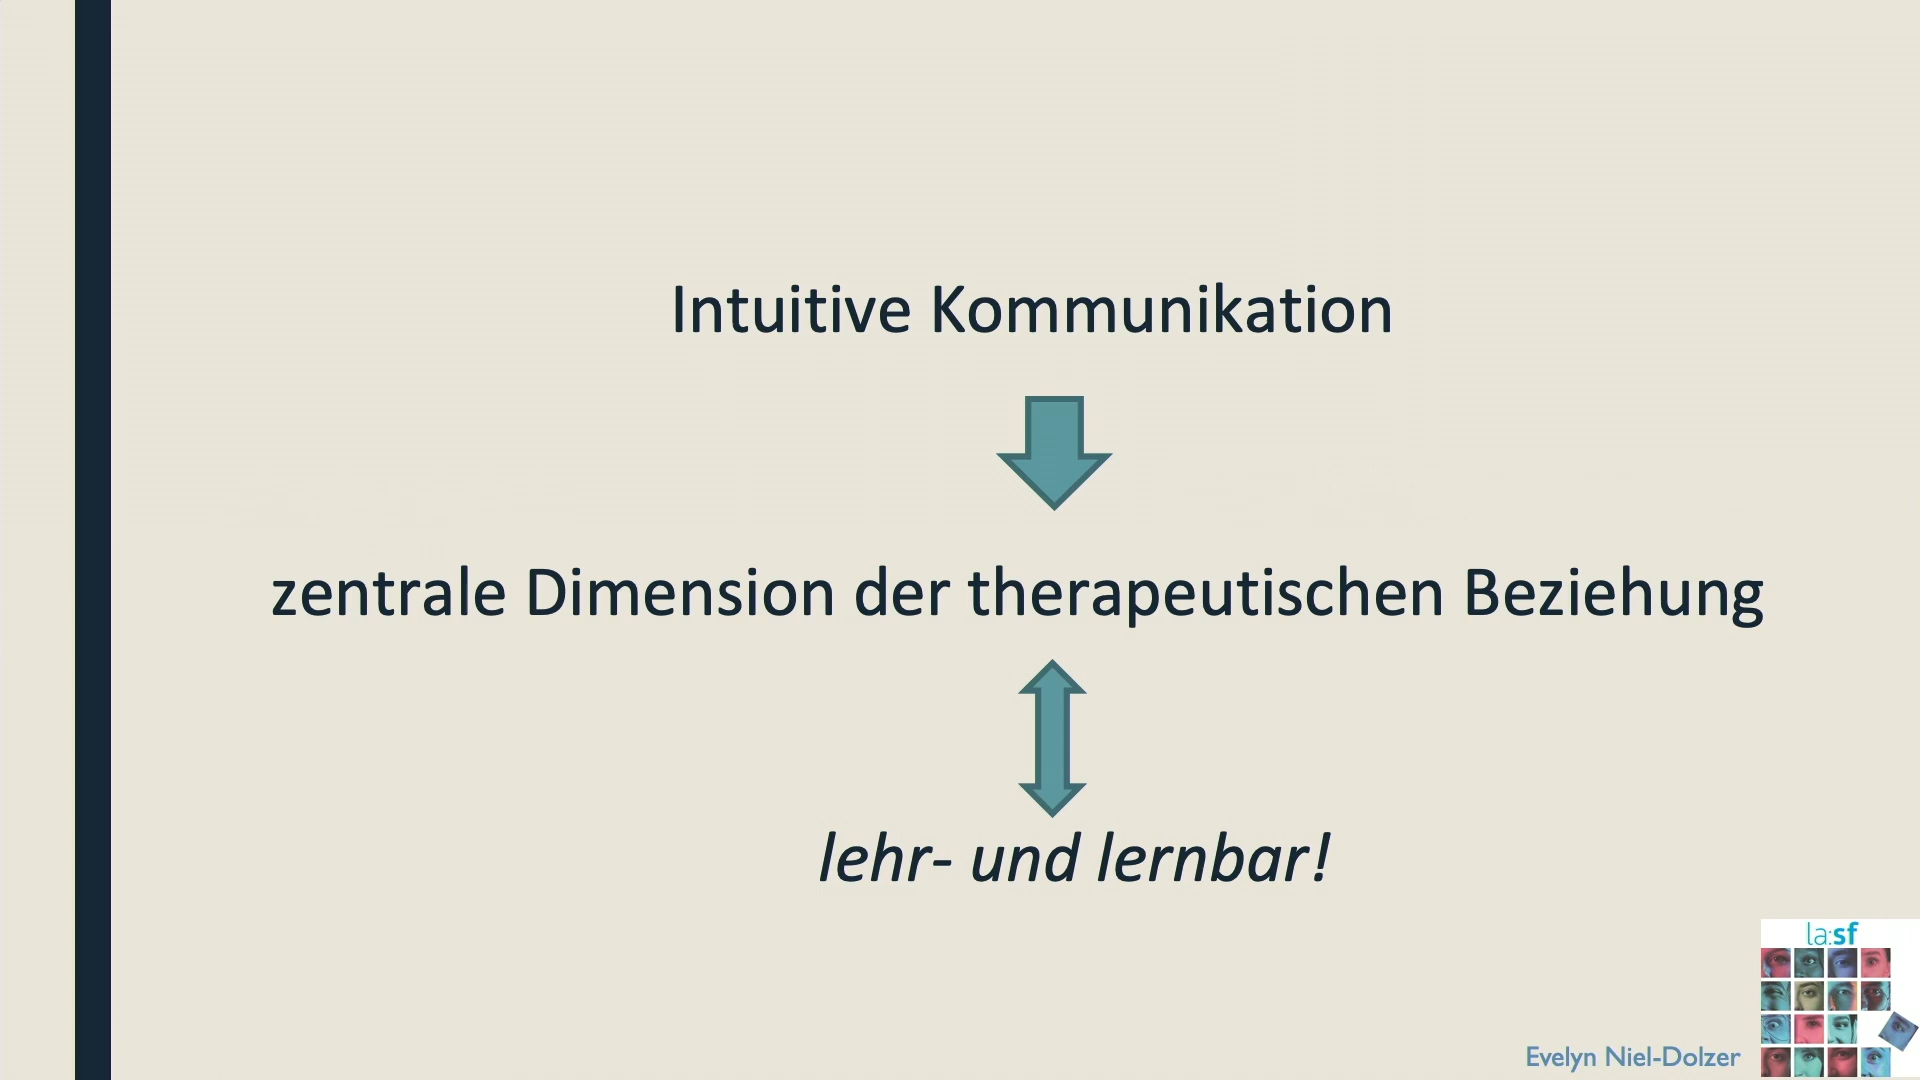 Intuitive Kommunikation
zentrale Dimension der therapeutischen Beziehung
lehr- und lernbar!
la:sf
Evelyn Niel-Dolzer